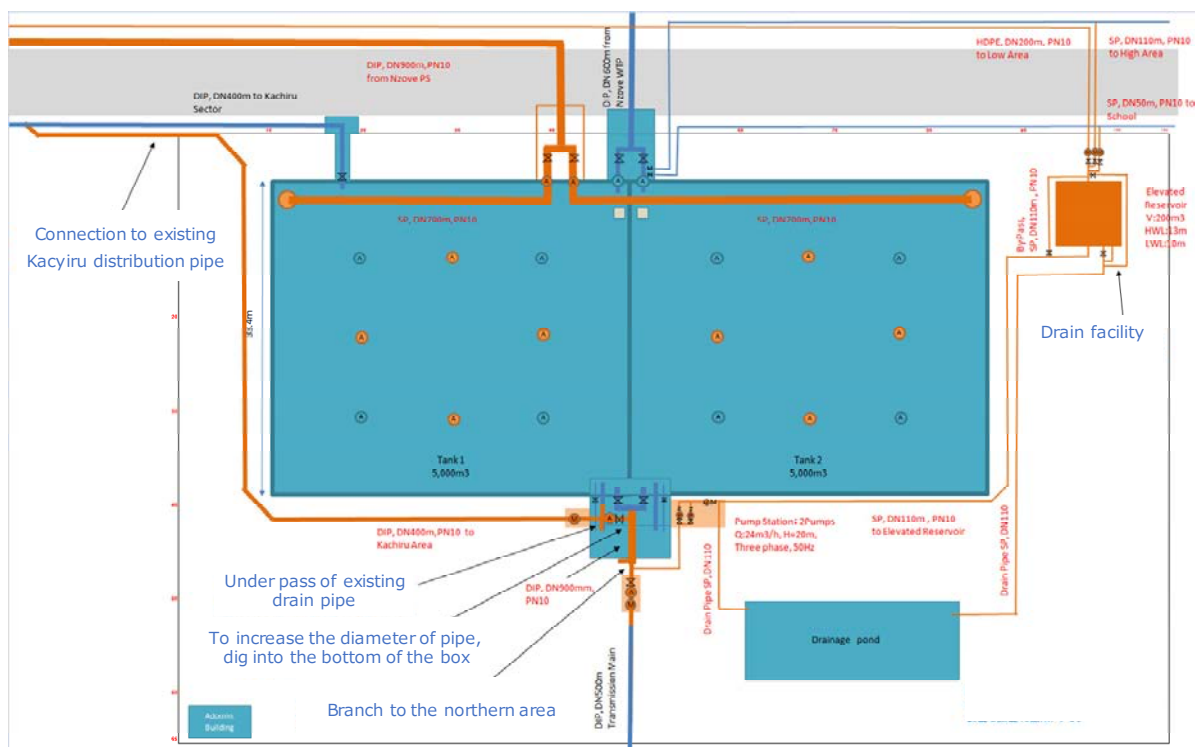 HDPE, DN200m, PN10
to Low Area
SP, DN110m, PN10
to High Area
DIP, DN600m from
Nzove WTP
DIP, DN900m,PN10
from Nzove PS
DIP, DN400m to Kachiru
Sector
SP, DN50m, PN10 to
School
SP, DN700m,PN10
SP, DN700m,PN10
ByPass,
SP, DN110m , PN10
Elevated
Reservoir
V:200m3
HWL:13m
Connection to existing
Kacyiru distribution pipe
33.4m
Drain facility
Tank 1
5,000m3
Tank 2
5,000m3
DIP, DN400m,PN10 to
Kachiru Area
Pump Station: 2Pumps
Q:24m3/h, H=20m,
Three phase, 50Hz
SP, DN110m , PN10
to Elevated Reservoir
Drain Pipe SP, DN110
Drain Pipe SP, DN110
Under pass of existing
drain pipe
DIP, DN900mm,
PN10
To increase the diameter of pipe,
dig into the bottom of the box
Drainage pond
Branch to the northern area
DIP, DN500m
Transmission Main
Building